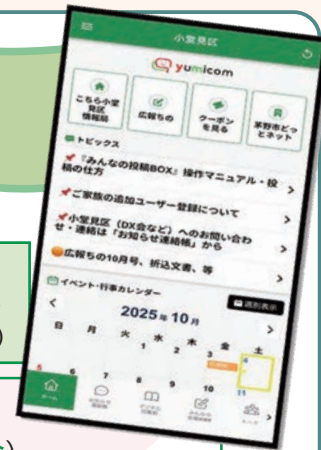 小堂見区
yumicom
こちら小堂
見区
情報局
広報ちの
クーポン
を見る
茅野市どっ
とネット
トピックス
『みんなの投稿BOX』操作マニュアル・投
稿の仕方
ご家族の追加ユーザー登録について
小堂見区（DX会など）へのお問い合わ
せ・連絡は「お知らせ連絡帳」から
広報ちの10月号、折込文書、等
イベント・行事カレンダー
週別表示
2025年10月
日 月 火 水 木 金 土
1 2 3 4
5 6 7 8 9 10 11
ホーム